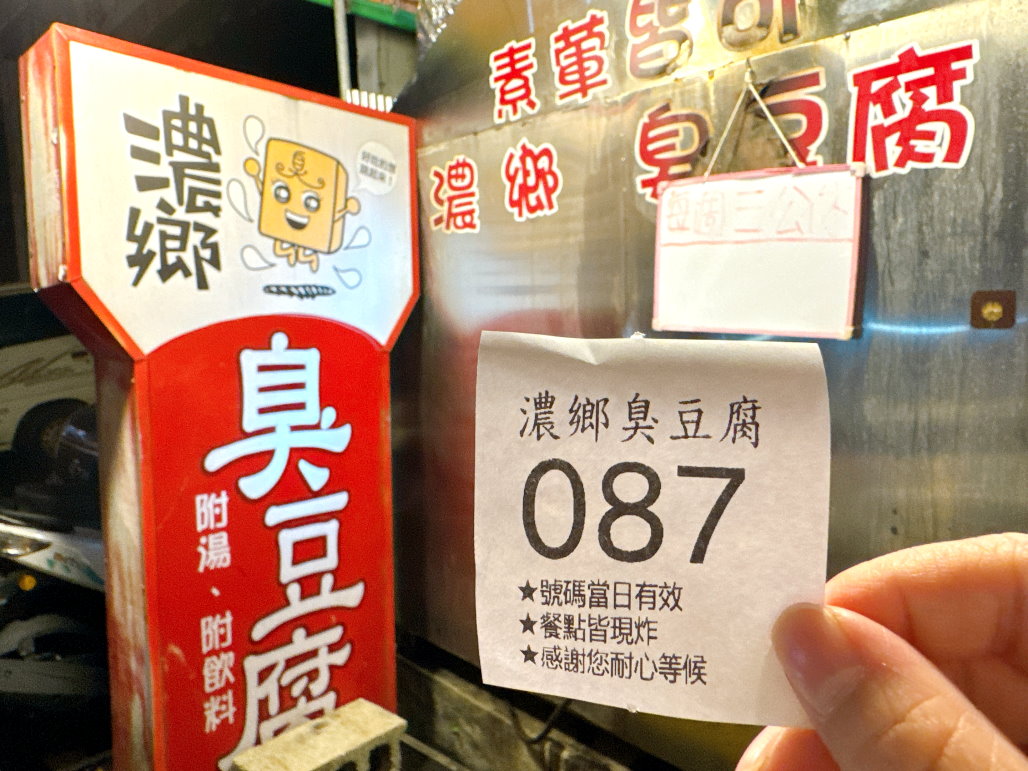 濃鄉
臭豆腐
附湯、附飲料
素葷皆可
濃鄉 臭豆腐
濃鄉臭豆腐
087
★號碼當日有效
★餐點皆現炸
★感謝您耐心等候